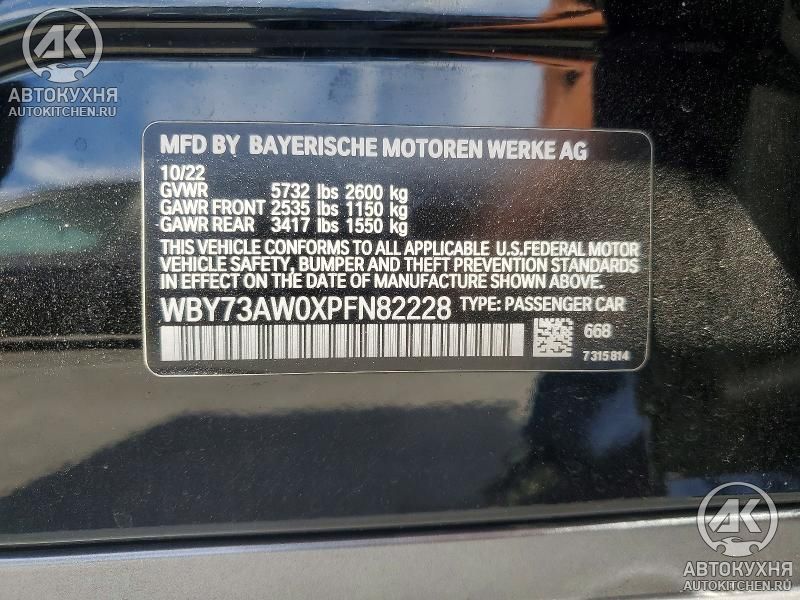 AK
АВТОКУХНЯ
AUTOKITCHEN.RU
MFD BY BAYERISCHE MOTOREN WERKE AG
10/22
GVWR 5732 lbs 2600 kg
GAWR FRONT 2535 lbs 1150 kg
GAWR REAR 3417 lbs 1550 kg
THIS VEHICLE CONFORMS TO ALL APPLICABLE U.S.FEDERAL MOTOR
VEHICLE SAFETY, BUMPER AND THEFT PREVENTION STANDARDS
IN EFFECT ON THE DATE OF MANUFACTURE SHOWN ABOVE.
WBY73AW0XPFN82228 TYPE: PASSENGER CAR
668
7 315 814
AK
АВТОКУХНЯ
AUTOKITCHEN.RU